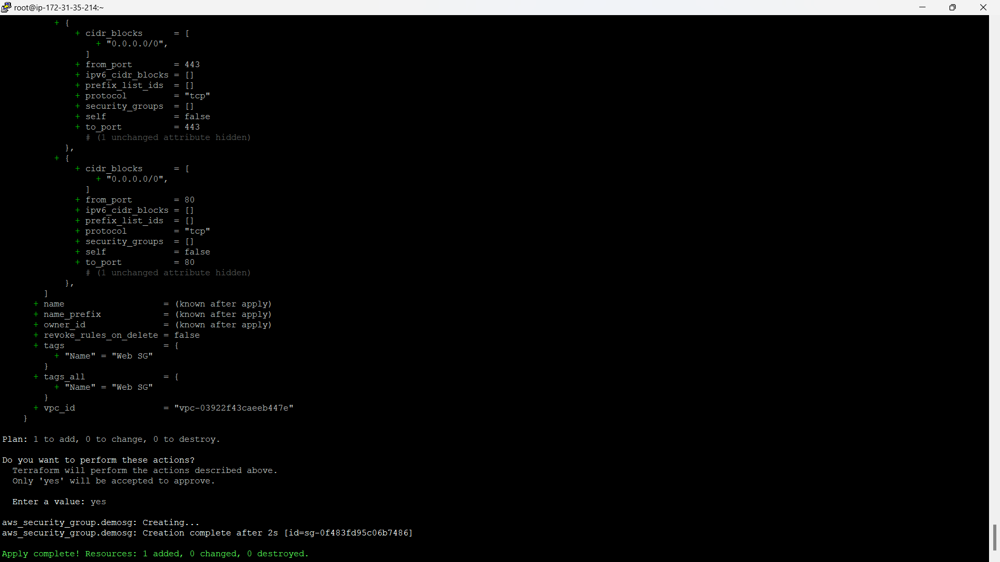 root@ip-172-31-35-214:~
+ {
+ cidr_blocks = [
+ "0.0.0.0/0",
]
+ from_port = 443
+ ipv6_cidr_blocks = []
+ prefix_list_ids = []
+ protocol = "tcp"
+ security_groups = []
+ self = false
+ to_port = 443
# (1 unchanged attribute hidden)
},
+ {
+ cidr_blocks = [
+ "0.0.0.0/0",
]
+ from_port = 80
+ ipv6_cidr_blocks = []
+ prefix_list_ids = []
+ protocol = "tcp"
+ security_groups = []
+ self = false
+ to_port = 80
# (1 unchanged attribute hidden)
},
]
+ name = (known after apply)
+ name_prefix = (known after apply)
+ owner_id = (known after apply)
+ revoke_rules_on_delete = false
+ tags = {
+ "Name" = "Web SG"
}
+ tags_all = {
+ "Name" = "Web SG"
}
+ vpc_id = "vpc-03922f43caeeb447e"
}
Plan: 1 to add, 0 to change, 0 to destroy.
Do you want to perform these actions?
Terraform will perform the actions described above.
Only 'yes' will be accepted to approve.
Enter a value: yes
aws_security_group.demosg: Creating...
aws_security_group.demosg: Creation complete after 2s [id=sg-0f483fd95c06b7486]
Apply complete! Resources: 1 added, 0 changed, 0 destroyed.